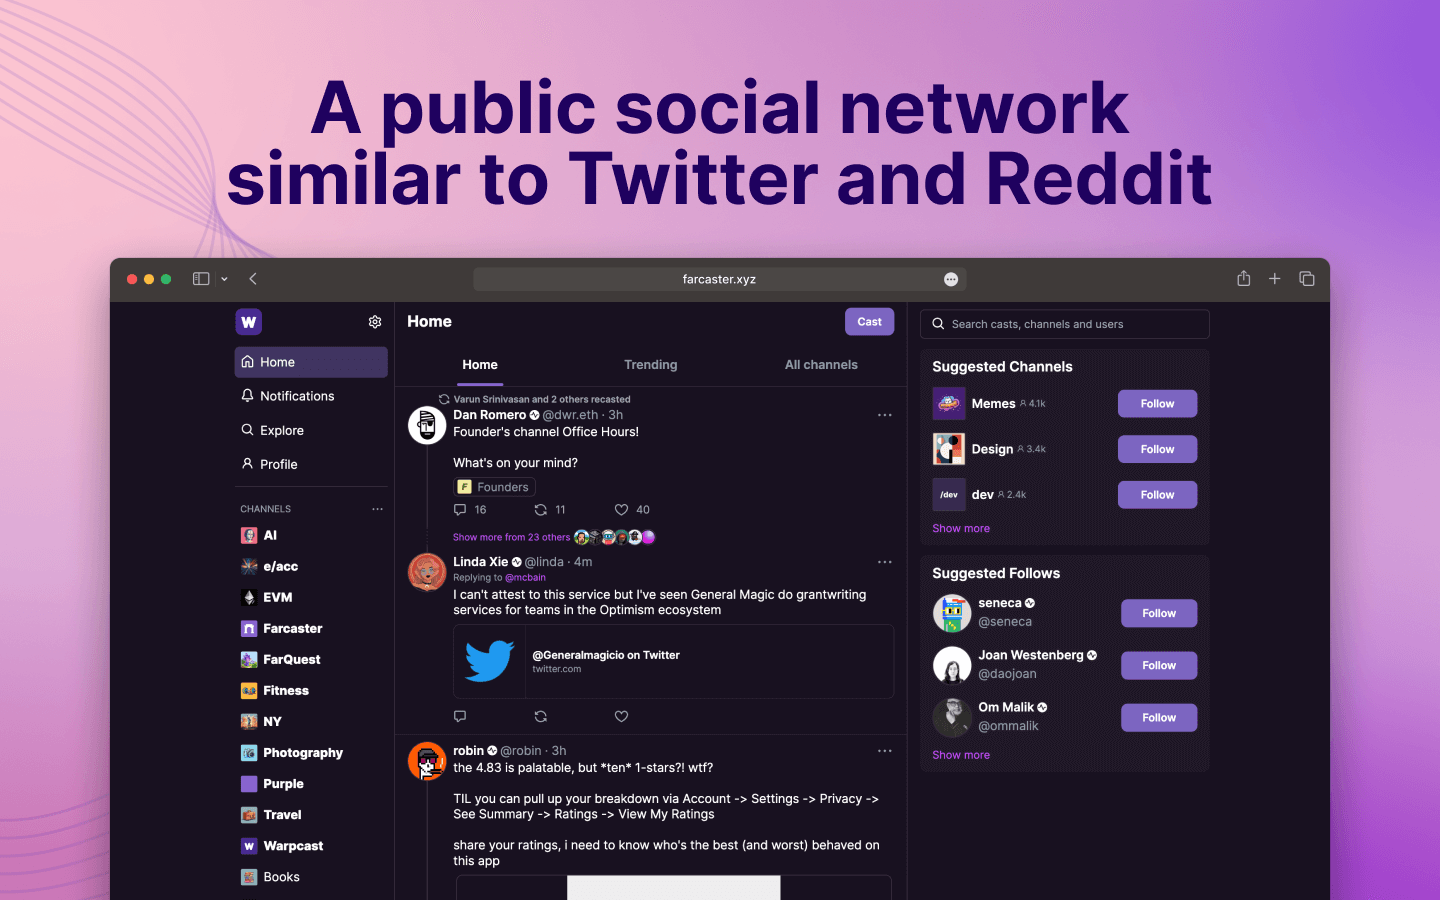 A public social network
similar to Twitter and Reddit
farcaster.xyz
W
Home
Notifications
Explore
Profile
CHANNELS
AI
e/acc
EVM
Farcaster
FarQuest
Fitness
NY
Photography
Purple
Travel
W Warpcast
Books
Home
Cast
Home Trending All channels
Varun Srinivasan and 2 others recasted
Dan Romero @dwr.eth · 3h
Founder's channel Office Hours!
What's on your mind?
F Founders
16 11 40
Show more from 23 others
Linda Xie @linda · 4m
Replying to @mcbain
I can't attest to this service but I've seen General Magic do grantwriting
services for teams in the Optimism ecosystem
@Generalmagicio on Twitter
twitter.com
robin @robin · 3h
the 4.83 is palatable, but *ten* 1-stars?! wtf?
TIL you can pull up your breakdown via Account -> Settings -> Privacy ->
See Summary -> Ratings -> View My Ratings
share your ratings, i need to know who's the best (and worst) behaved on
this app
Search casts, channels and users
Suggested Channels
Memes 4.1k Follow
Design 3.4k Follow
/dev dev 2.4k Follow
Show more
Suggested Follows
seneca
@seneca
Follow
Joan Westenberg
@daojoan
Follow
Om Malik
@ommalik
Follow
Show more